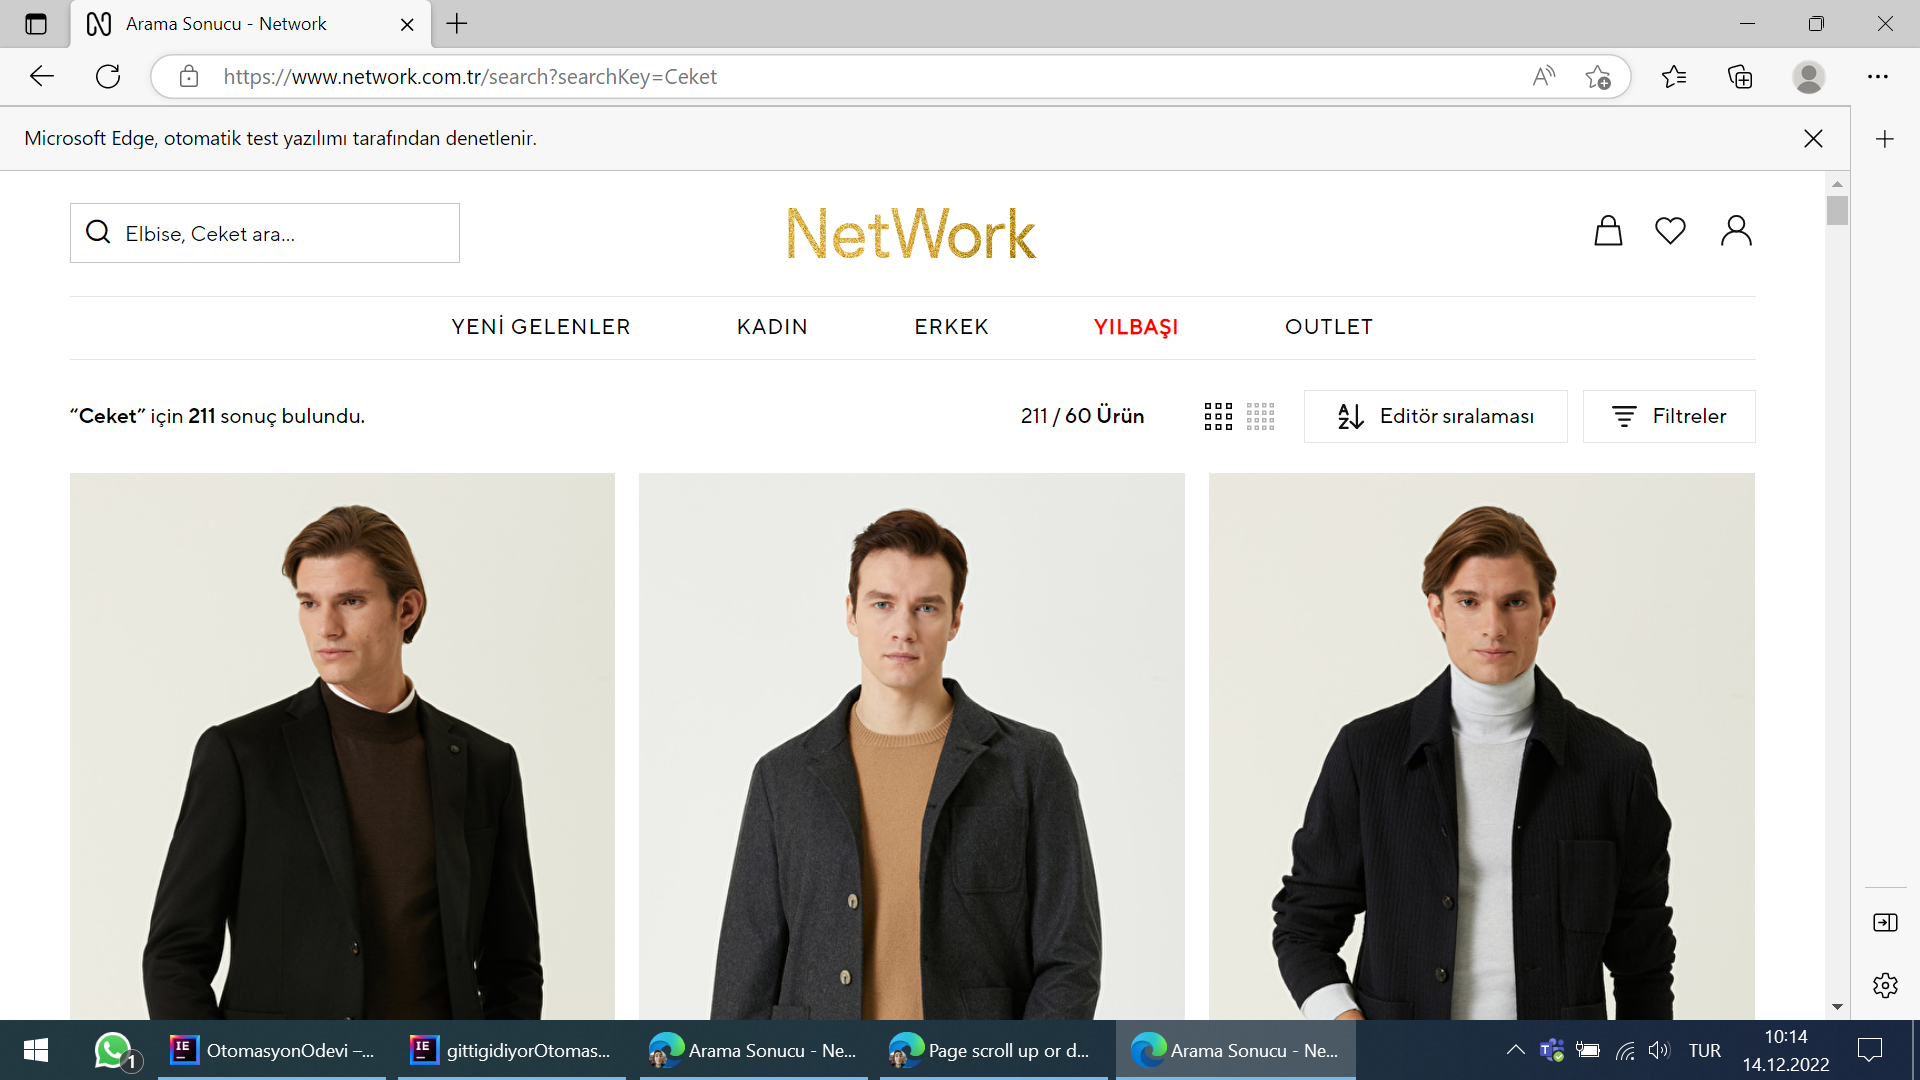 Arama Sonucu - Network
https://www.network.com.tr/search?searchKey=Ceket
Microsoft Edge, otomatik test yazılımı tarafından denetlenir.
Elbise, Ceket ara...
NetWork
YENİ GELENLER KADIN ERKEK YILBAŞI OUTLET
“Ceket” için 211 sonuç bulundu.
211 / 60 Ürün
Editör sıralaması
Filtreler
1
OtomasyonOdevi –...
gittigidiyorOtomas...
Arama Sonucu - Ne...
Page scroll up or d...
Arama Sonucu - Ne...
TUR
10:14
14.12.2022